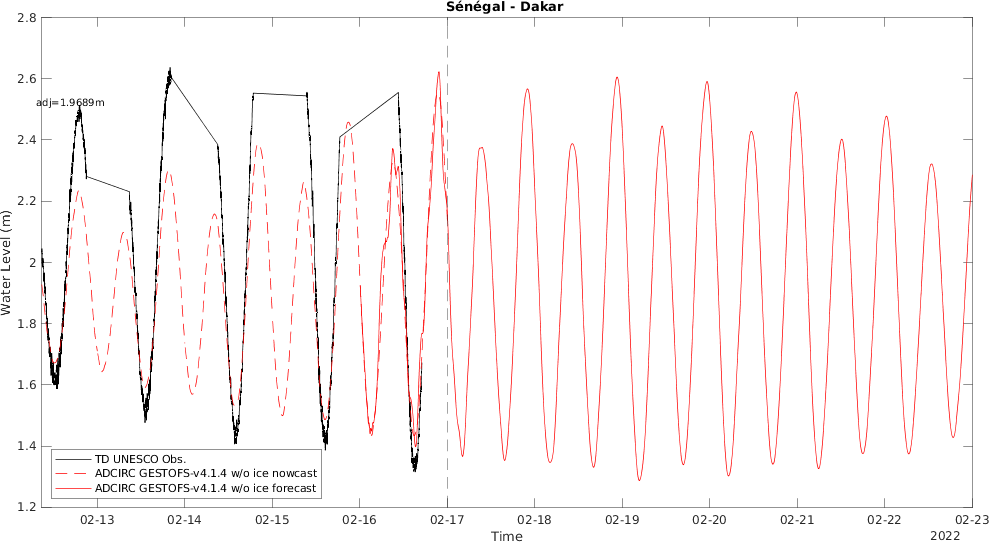 Sénégal - Dakar
2.8
2.6
2.4
2.2
2
1.8
1.6
1.4
1.2
Water Level (m)
adj=1.9689m
TD UNESCO Obs.
ADCIRC GESTOFS-v4.1.4 w/o ice nowcast
ADCIRC GESTOFS-v4.1.4 w/o ice forecast
02-13 02-14 02-15 02-16 02-17 02-18 02-19 02-20 02-21 02-22 02-23
Time
2022